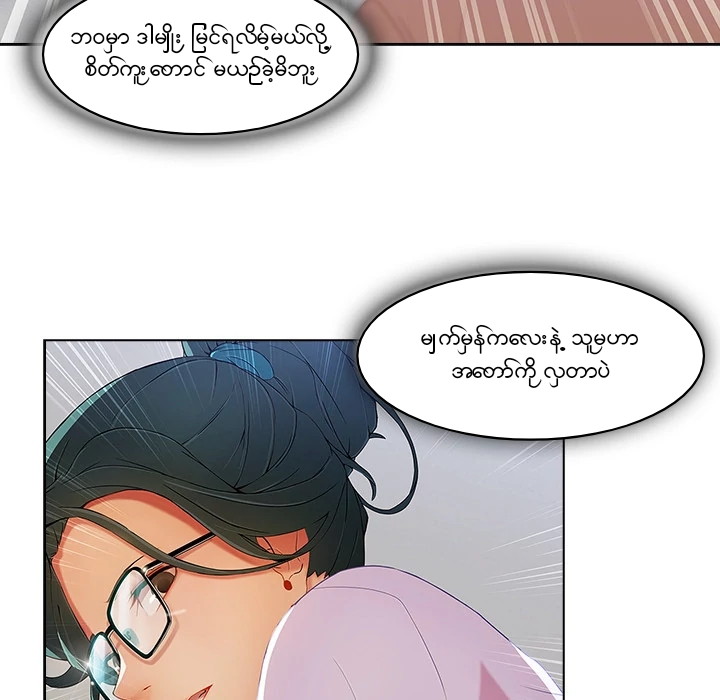 ဘဝမှာ ဒါမျိုး မြင်ရလိမ့်မယ်လို့
စိတ်ကူးတောင် မယဉ်ခဲ့မိဘူး
မျက်မှန်ကလေးနဲ့ သူမဟာ
အတော်ကို လှတာပဲ